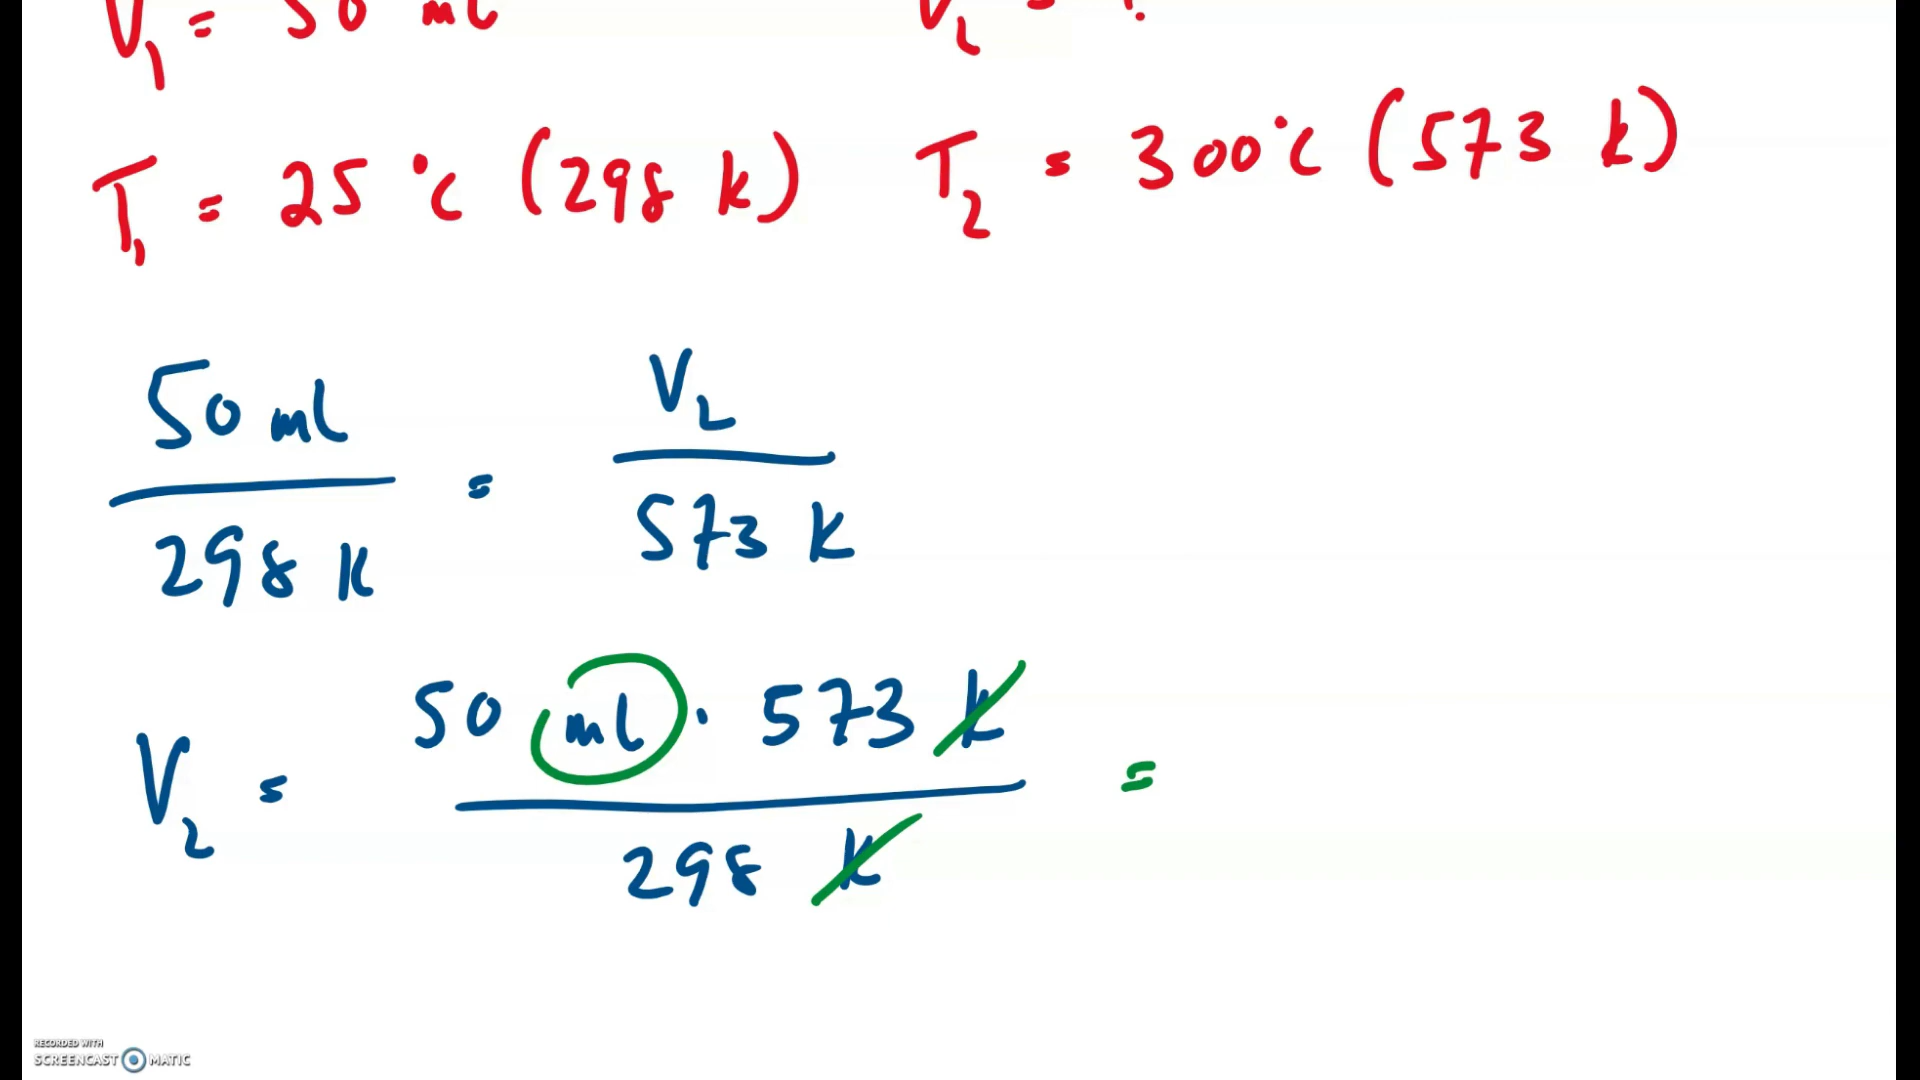 V₁ = 50 ml V₂ = ?
T₁ = 25 °C (298 K) T₂ = 300°C (573 K)
50 ml / 298 K = V₂ / 573 K
V₂ = 50 ml · 573 K / 298 K =
RECORDED WITH
SCREENCAST MATIC